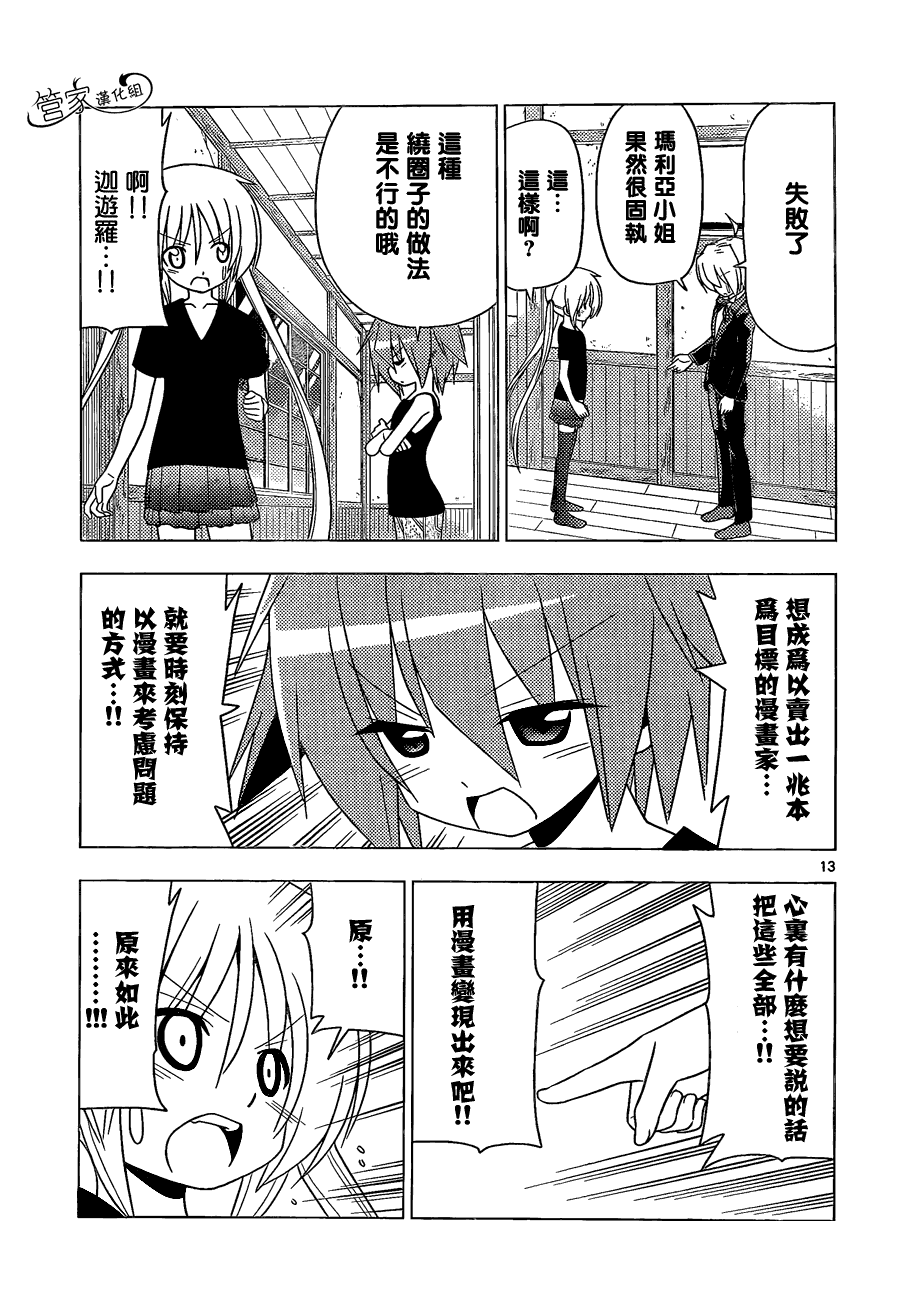 管家
漢化組
失敗了
瑪利亞小姐
果然很固執
這…
這樣啊?
這種
繞圈子的做法
是不行的哦
啊!!
迦遊羅…!!
想成爲以賣出一兆本
爲目標的漫畫家…
就要時刻保持
以漫畫來考慮問題
的方式…!!
13
心裏有什麼想要説的話
把這些全部…!!
用漫畫變現出來吧!!
原…!!
原來如此
………!!!